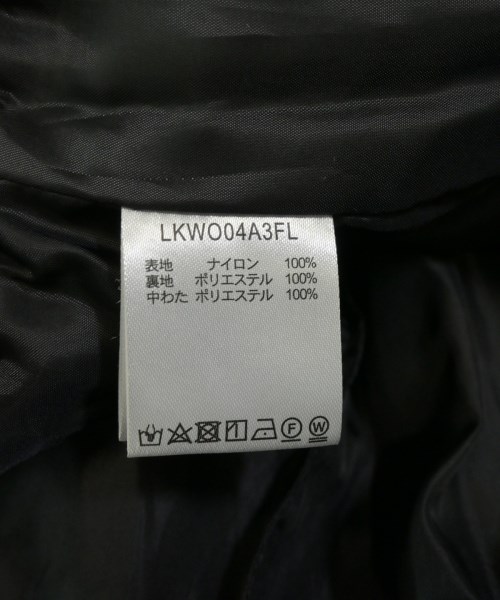 LKWO04A3FL
表地 ナイロン 100%
裏地 ポリエステル 100%
中わた ポリエステル 100%
F W